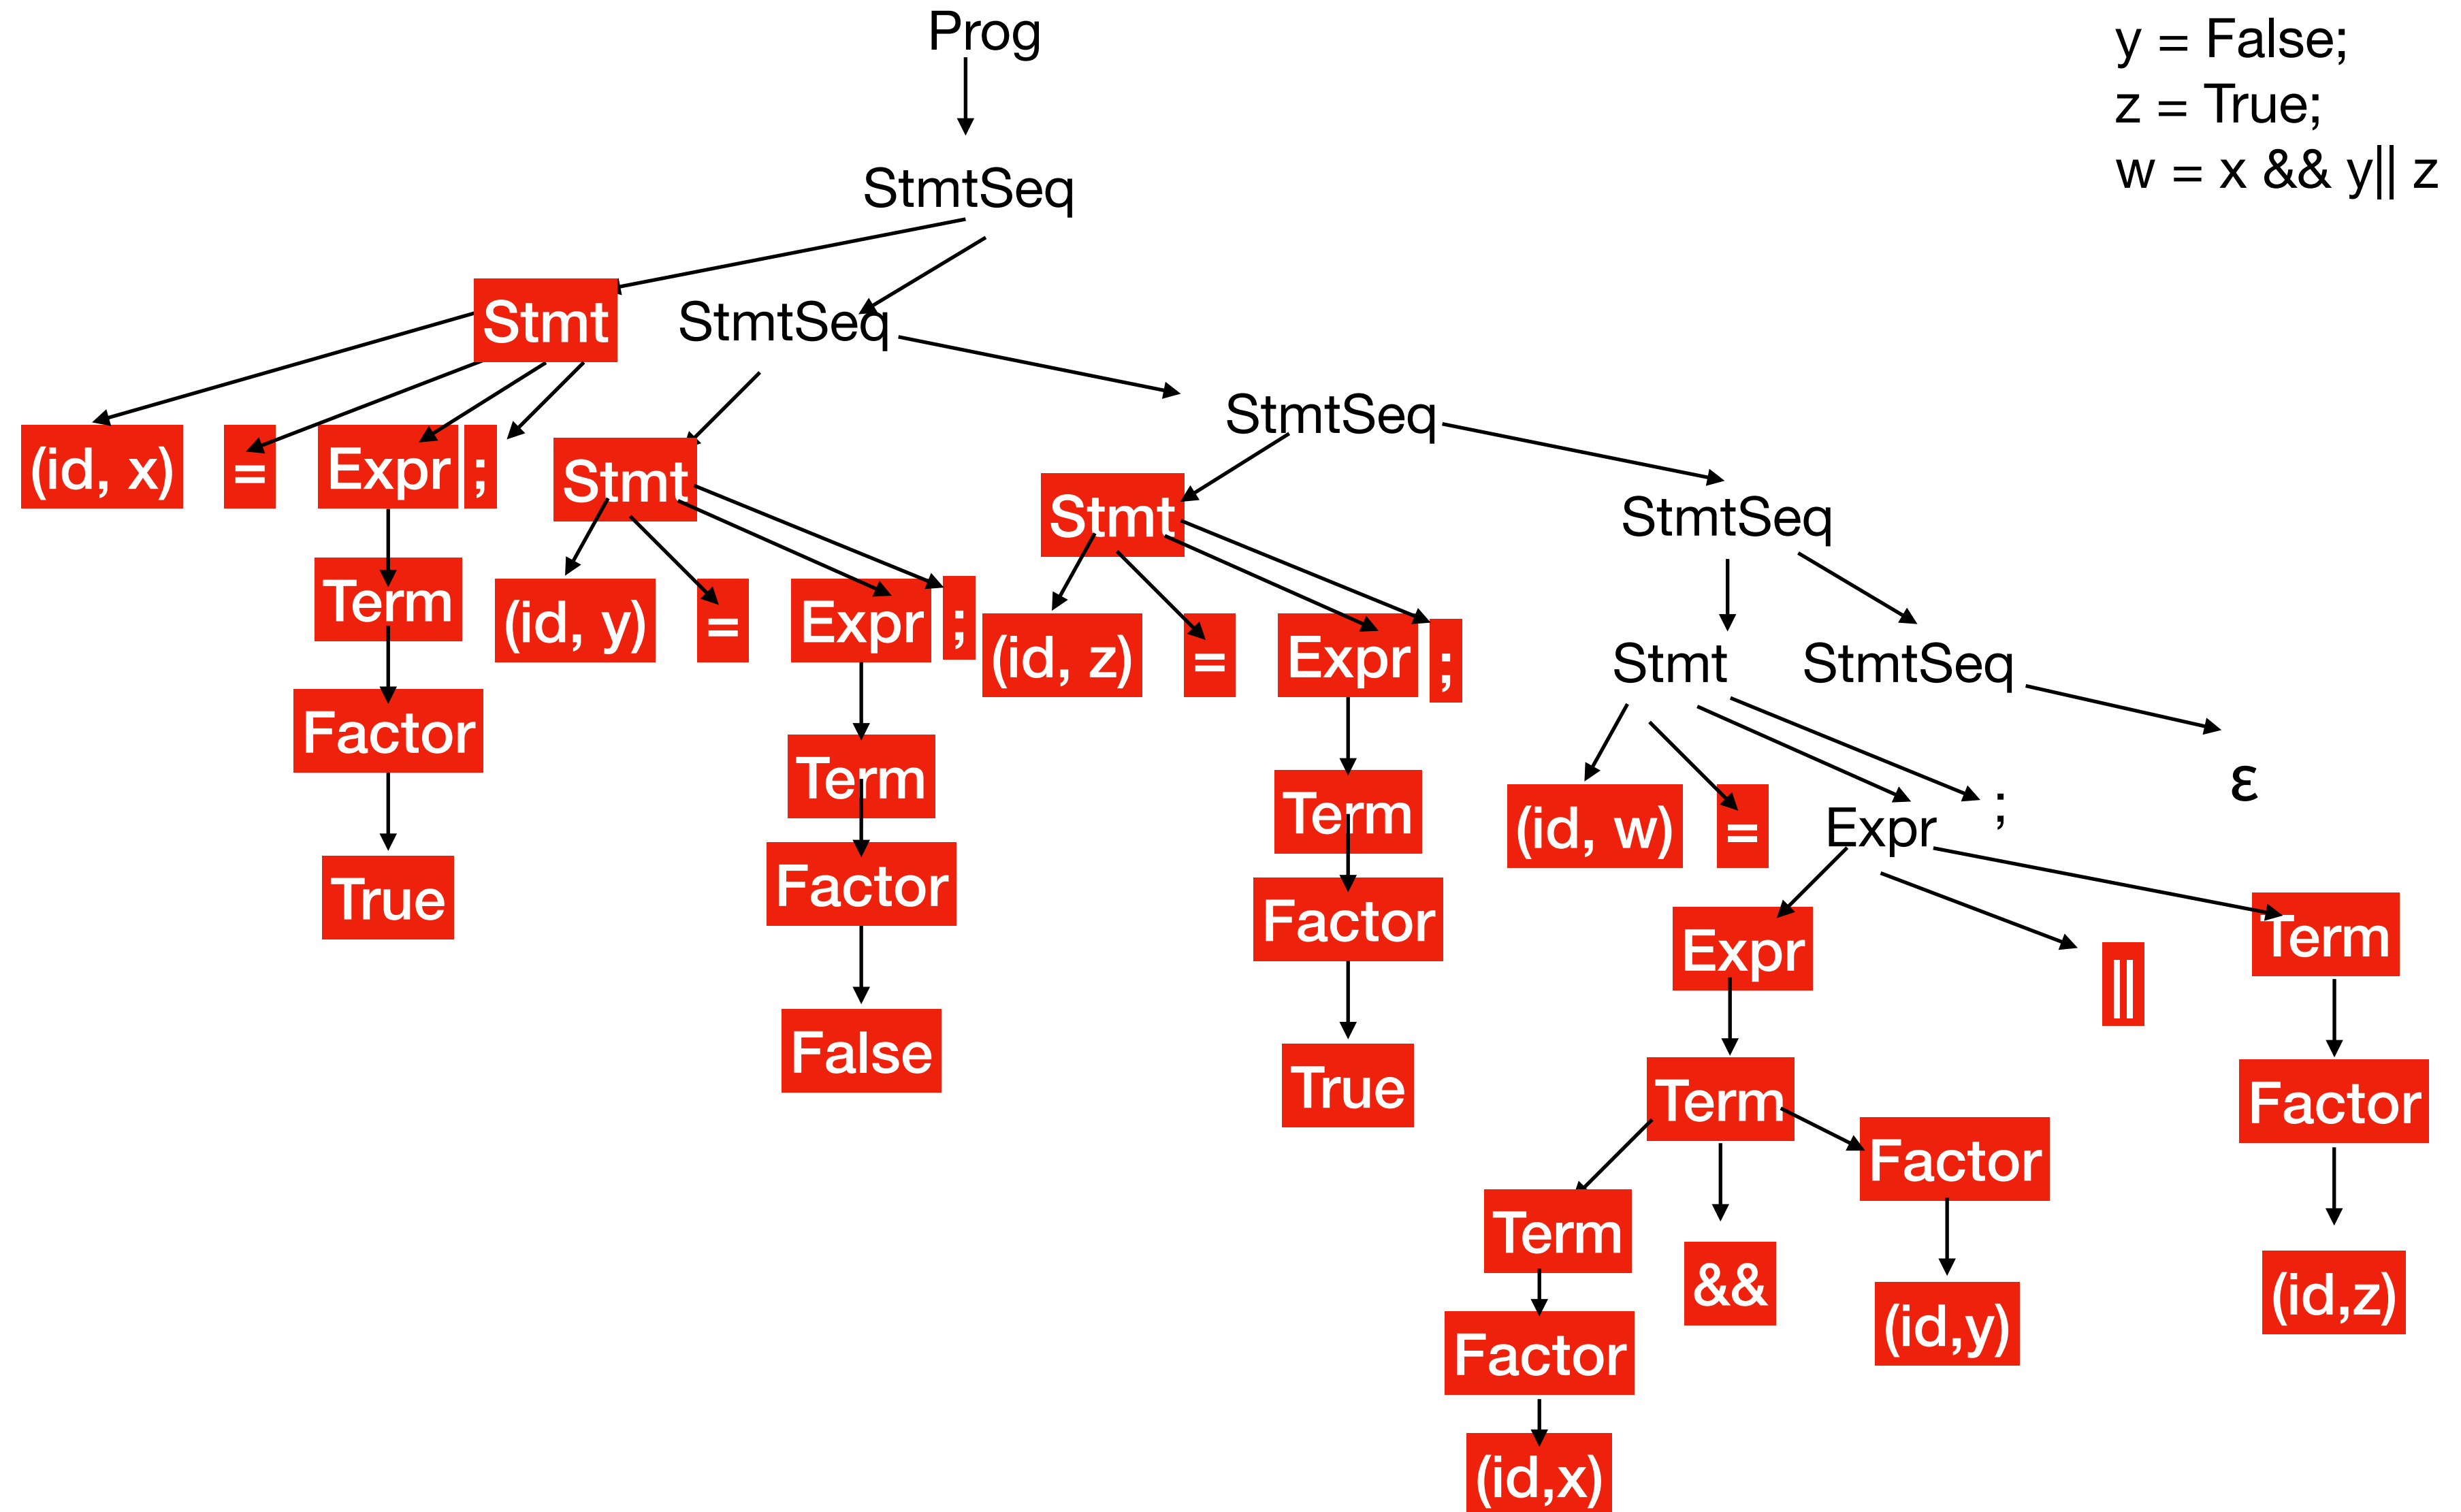 Prog
y = False;
z = True;
w = x && y|| z
StmtSeq
Stmt
StmtSeq
StmtSeq
(id, x)
=
Expr
;
Stmt
Stmt
StmtSeq
Term
(id, y)
=
Expr
;
(id, z)
=
Expr
;
Stmt
StmtSeq
Factor
Term
Term
(id, w)
=
Expr
;
ε
True
Factor
Factor
Expr
||
Term
False
True
Term
Factor
Factor
Term
&&
(id,y)
(id,z)
Factor
(id,x)